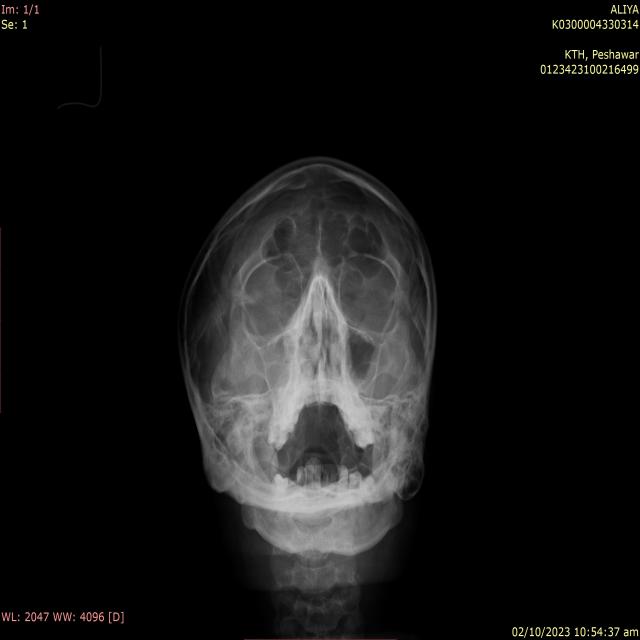 Im: 1/1
Se: 1
ALIYA
K0300004330314
KTH, Peshawar
0123423100216499
WL: 2047 WW: 4096 [D]
02/10/2023 10:54:37 am